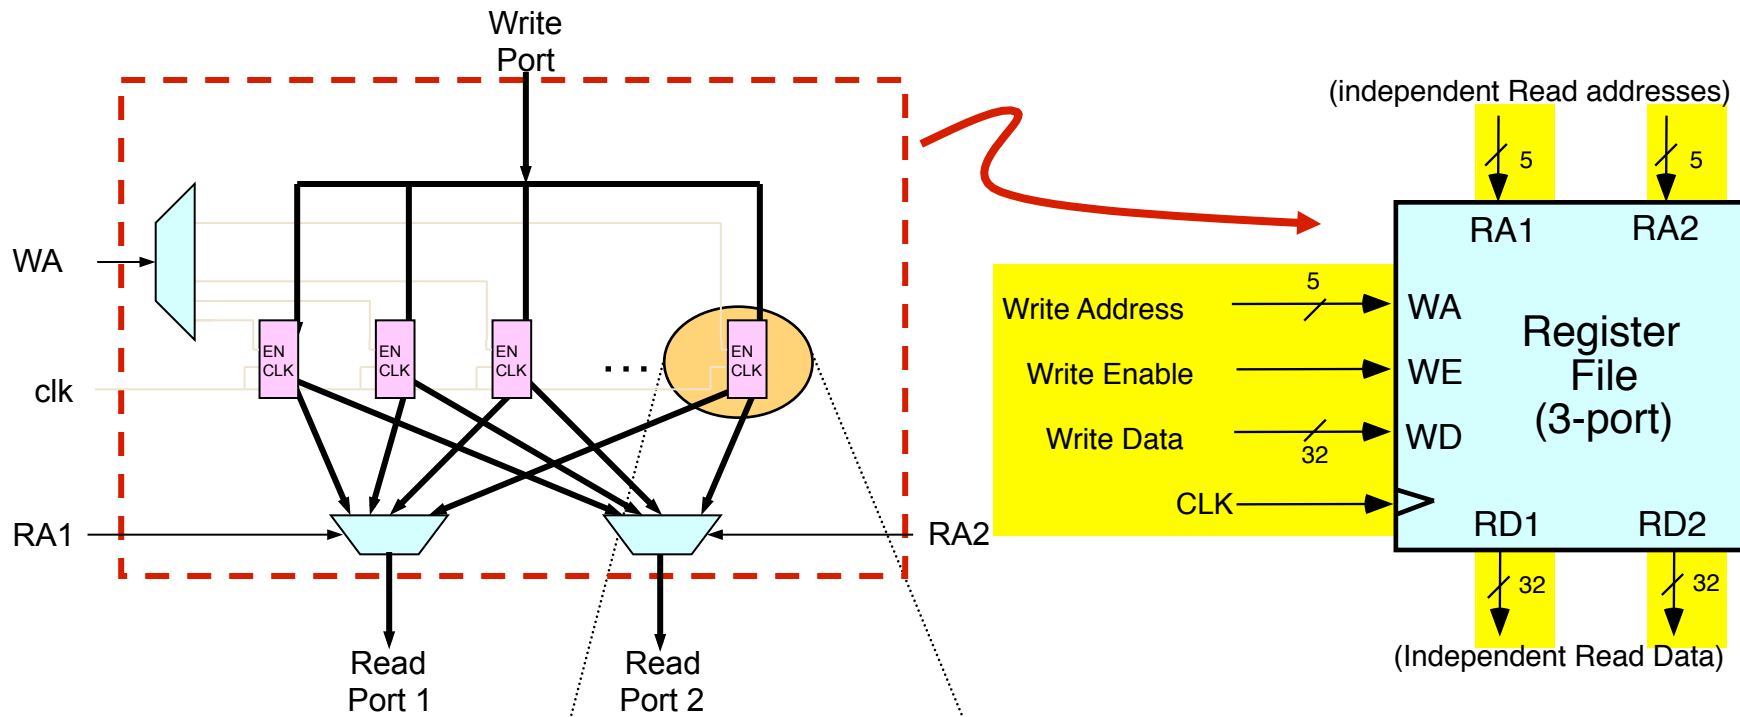 Write
Port
WA
clk
EN
CLK
EN
CLK
EN
CLK
....
EN
CLK
RA1
RA2
Read
Port 1
Read
Port 2
(independent Read addresses)
5
5
RA1
RA2
Write Address
5
WA
Write Enable
WE
Write Data
32
WD
CLK
Register
File
(3-port)
RD1
RD2
32
32
(Independent Read Data)